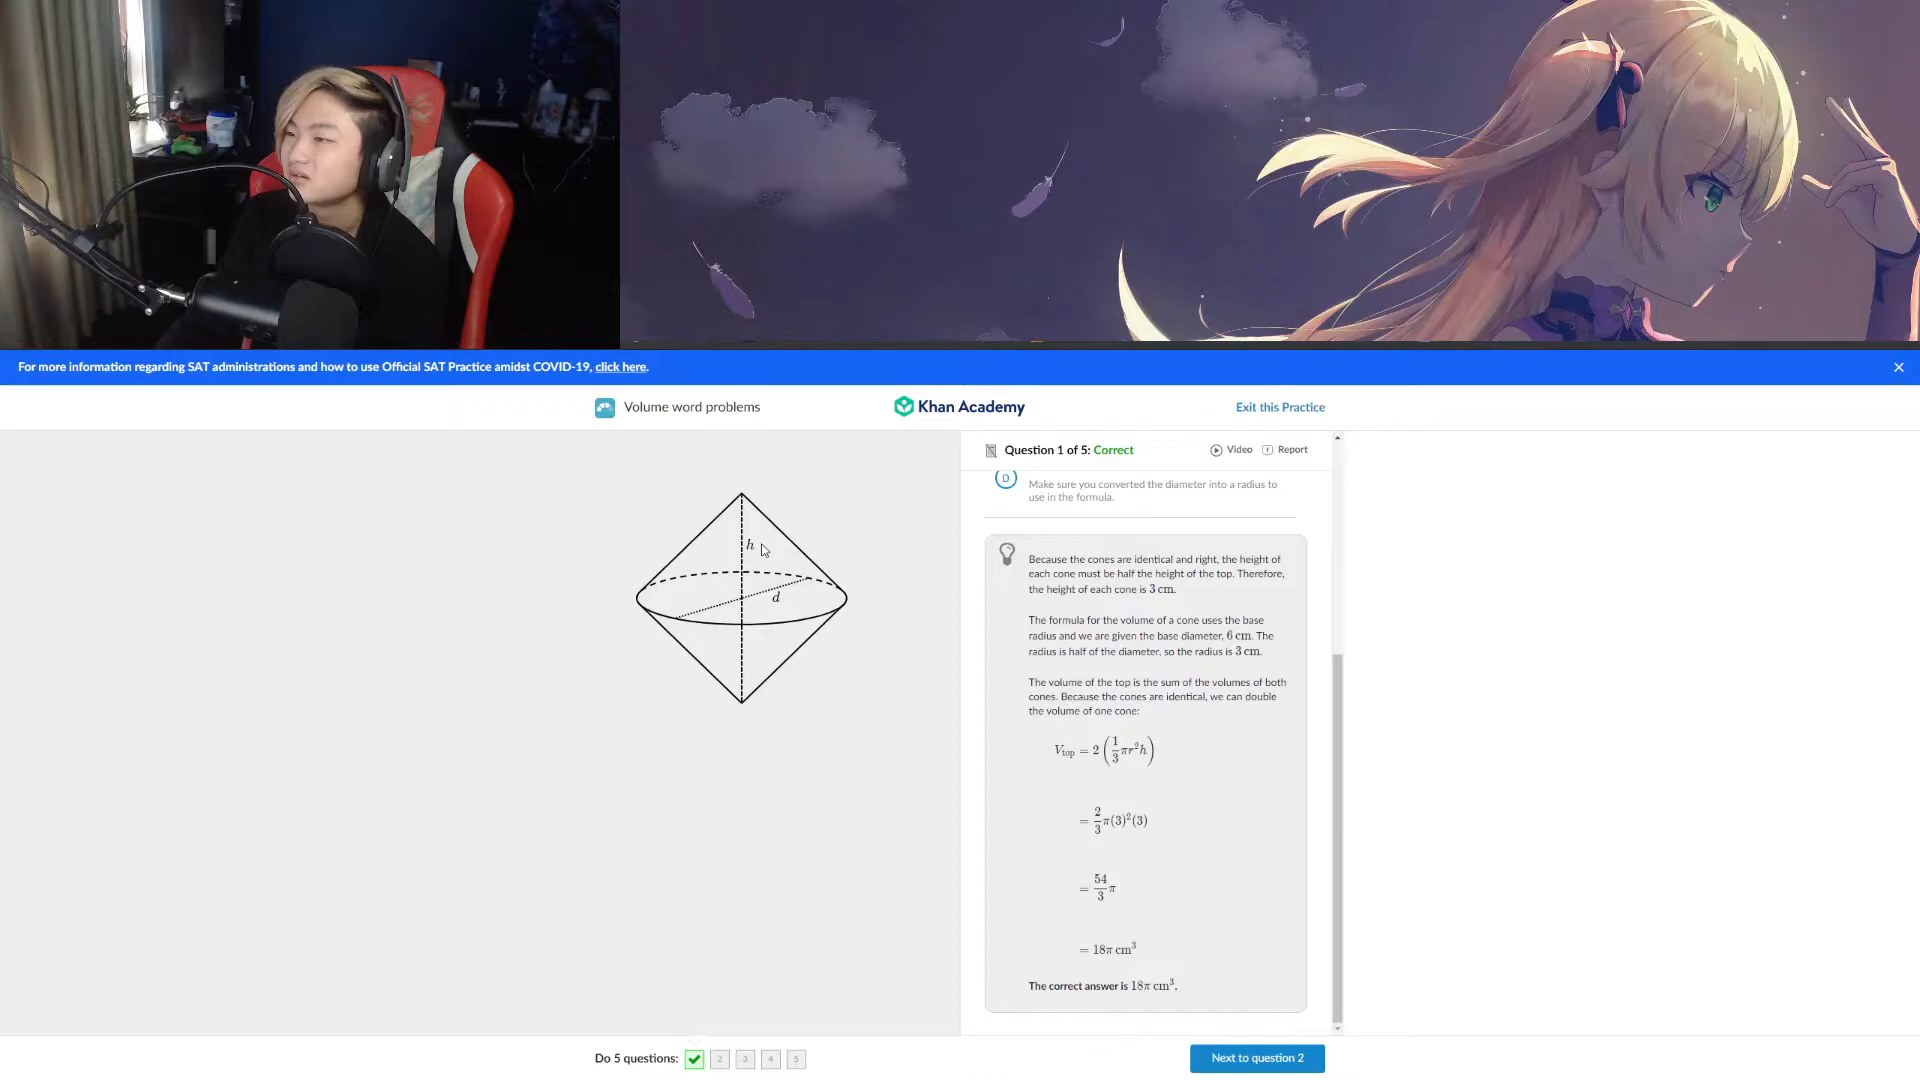 For more information regarding SAT administrations and how to use Official SAT Practice amidst COVID-19, click here.
Volume word problems
Khan Academy
Exit this Practice
Question 1 of 5: Correct
Video
Report
D
Make sure you converted the diameter into a radius to
use in the formula.
h
d
Because the cones are identical and right, the height of
each cone must be half the height of the top. Therefore,
the height of each cone is 3 cm.
The formula for the volume of a cone uses the base
radius and we are given the base diameter, 6 cm. The
radius is half of the diameter, so the radius is 3 cm.
The volume of the top is the sum of the volumes of both
cones. Because the cones are identical, we can double
the volume of one cone:
V_top = 2 (1/3 πr²h)
= 2/3 π(3)²(3)
= 54/3 π
= 18π cm³
The correct answer is 18π cm³.
Do 5 questions: 2 3 4 5
Next to question 2